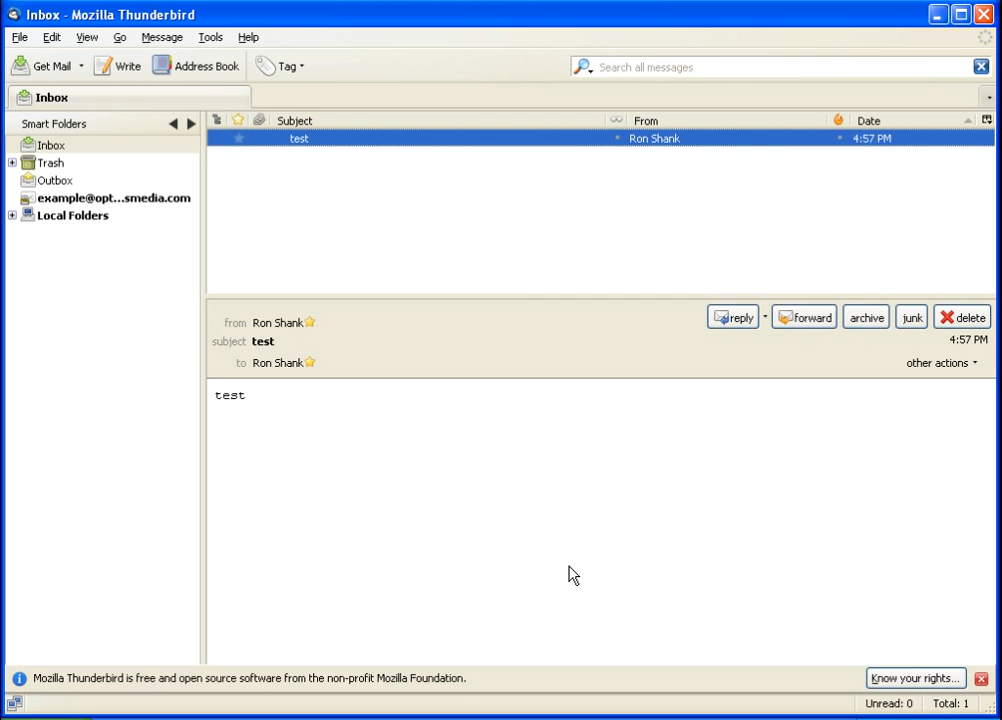 Inbox - Mozilla Thunderbird
File Edit View Go Message Tools Help
Get Mail Write Address Book Tag Search all messages
Inbox
Smart Folders
Inbox
Trash
Outbox
example@opt...smedia.com
Local Folders
Subject From Date
test Ron Shank 4:57 PM
from Ron Shank
reply forward archive junk delete
subject test
4:57 PM
to Ron Shank
other actions
test
Mozilla Thunderbird is free and open source software from the non-profit Mozilla Foundation.
Know your rights...
Unread: 0 Total: 1